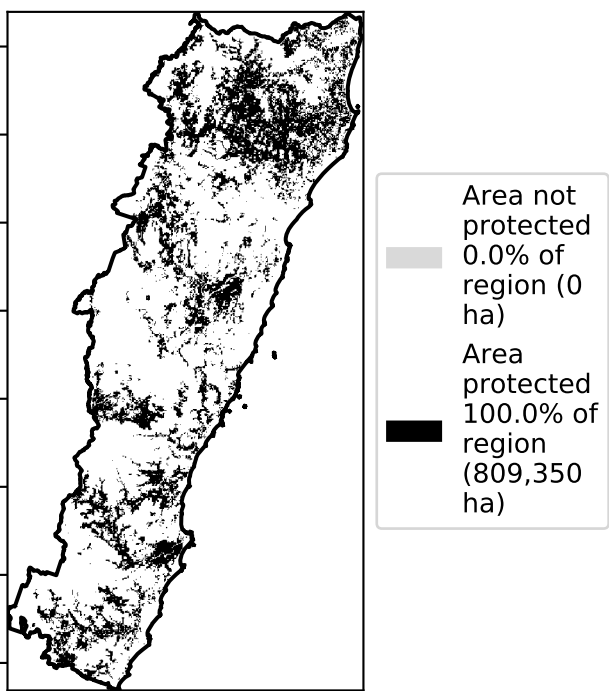 Area not
protected
0.0% of
region (0
ha)
Area
protected
100.0% of
region
(809,350
ha)